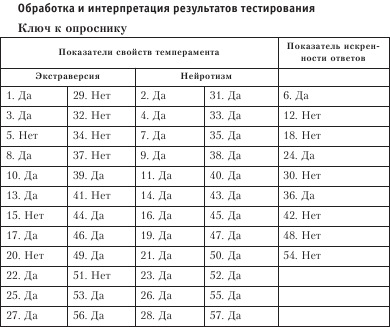 Обработка и интерпретация результатов тестирования
Ключ к опроснику
Показатели свойств темперамента Показатель искрен-
ности ответов
Экстраверсия Нейротизм
1. Да 29. Нет 2. Да 31. Да 6. Да
3. Да 32. Нет 4. Да 33. Да 12. Нет
5. Нет 34. Нет 7. Да 35. Да 18. Нет
8. Да 37. Нет 9. Да 38. Да 24. Да
10. Да 39. Да 11. Да 40. Да 30. Нет
13. Да 41. Нет 14. Да 43. Да 36. Да
15. Нет 44. Да 16. Да 45. Да 42. Нет
17. Да 46. Да 19. Да 47. Да 48. Нет
20. Нет 49. Да 21. Да 50. Да 54. Нет
22. Да 51. Нет 23. Да 52. Да
25. Да 53. Да 26. Да 55. Да
27. Да 56. Да 28. Да 57. Да